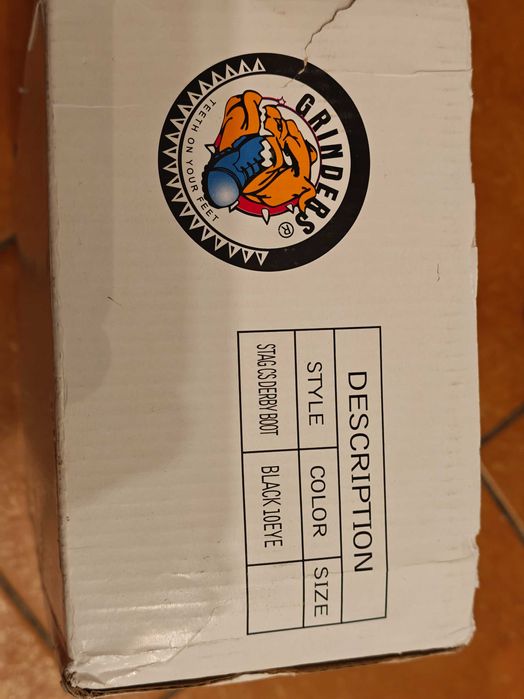 GRINDERS
®
TEETH ON YOUR FEET
DESCRIPTION
STYLE COLOR SIZE
STAG CS DERBY BOOT BLACK 10EYE